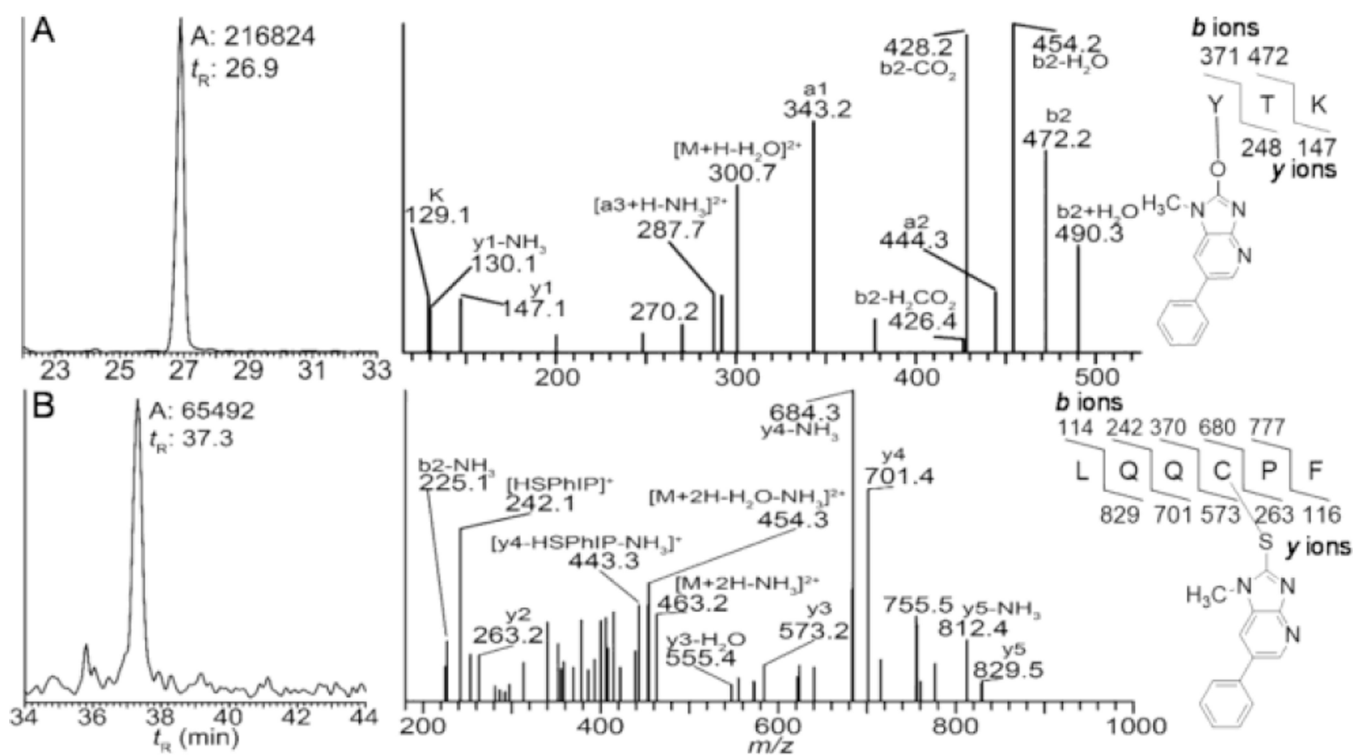 A
A: 216824
tR: 26.9
23 25 27 29 31 33
K
129.1
y1-NH3
130.1
y1
147.1
270.2
[a3+H-NH3]2+
287.7
[M+H-H2O]2+
300.7
a1
343.2
428.2
b2-CO2
454.2
b2-H2O
b2
472.2
a2
444.3
b2+H2O
490.3
b2-H2CO2
426.4
200 300 400 500
b ions
371 472
Y T K
248 147
y ions
O
H3C N N
N
B
A: 65492
tR: 37.3
34 36 38 40 42 44
tR (min)
b2-NH3
225.1
[HSPhIP]+
242.1
[y4-HSPhIP-NH3]+
443.3
y2
263.2
684.3
y4-NH3
y4
701.4
[M+2H-H2O-NH3]2+
454.3
[M+2H-NH3]2+
463.2
y3-H2O
555.4
y3
573.2
755.5
y5-NH3
812.4
y5
829.5
200 400 600 800 1000
m/z
b ions
114 242 370 680 777
L Q Q C P F
829 701 573 263 116
y ions
S
H3C N N
N